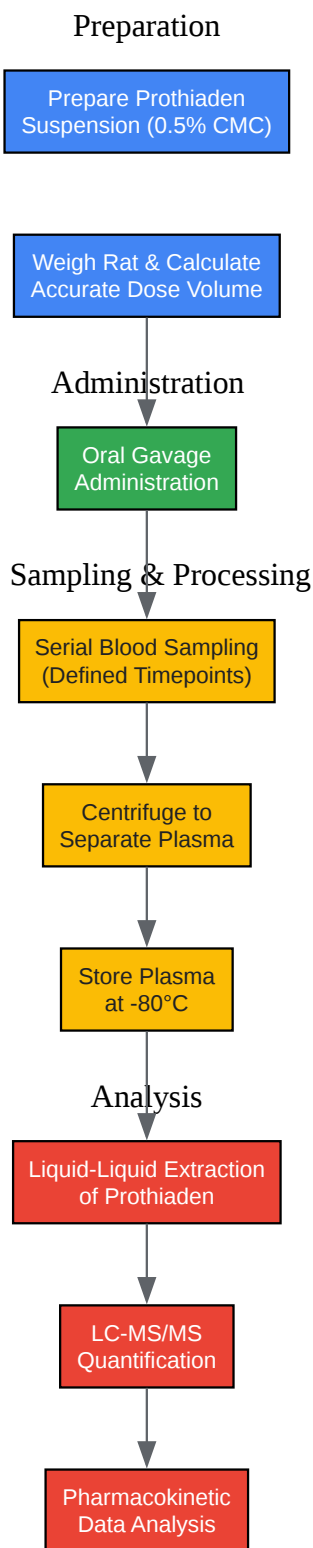 Preparation
Prepare Prothiaden
Suspension (0.5% CMC)
Weigh Rat & Calculate
Accurate Dose Volume
Administration
Oral Gavage
Administration
Sampling & Processing
Serial Blood Sampling
(Defined Timepoints)
Centrifuge to
Separate Plasma
Store Plasma
at -80°C
Analysis
Liquid-Liquid Extraction
of Prothiaden
LC-MS/MS
Quantification
Pharmacokinetic
Data Analysis